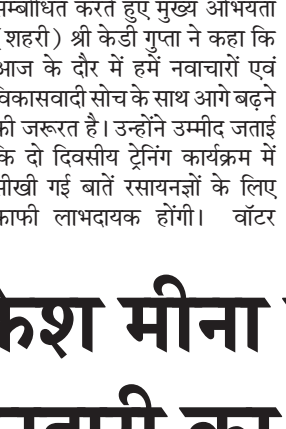 सम्बोधित करते हुए मुख्य अभियंता
(शहरी) श्री केडी गुप्ता ने कहा कि
आज के दौर में हमें नवाचारों एवं
विकासवादी सोच के साथ आगे बढ़ने
की जरूरत है। उन्होंने उम्मीद जताई
कि दो दिवसीय ट्रेनिंग कार्यक्रम में
सीखी गई बातें रसायनज्ञों के लिए
काफी लाभदायक होंगी। वॉटर
केश मीना